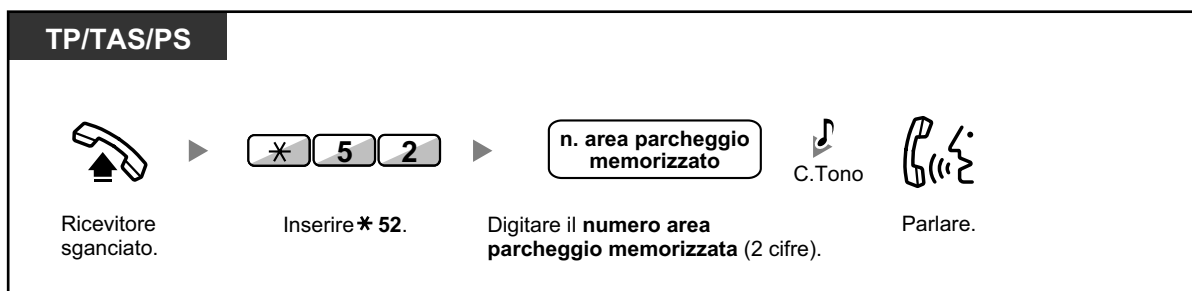 TP/TAS/PS
* 5 2
n. area parcheggio
memorizzato
C.Tono
Ricevitore
sganciato.
Inserire * 52.
Digitare il numero area
parcheggio memorizzata (2 cifre).
Parlare.